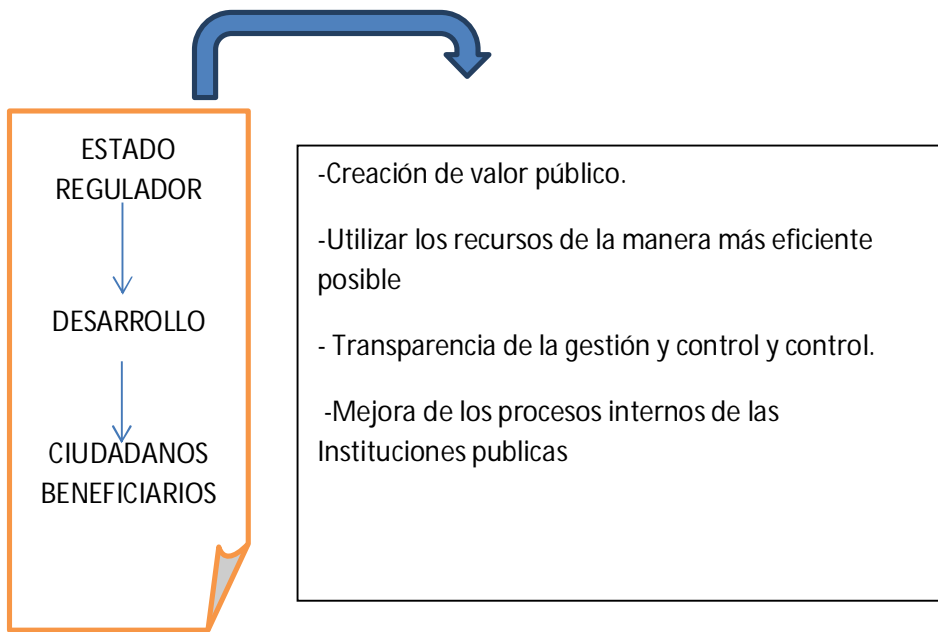 ESTADO
REGULADOR
DESARROLLO
CIUDADANOS
BENEFICIARIOS
-Creación de valor público.
-Utilizar los recursos de la manera más eficiente
posible
- Transparencia de la gestión y control y control.
-Mejora de los procesos internos de las
Instituciones publicas